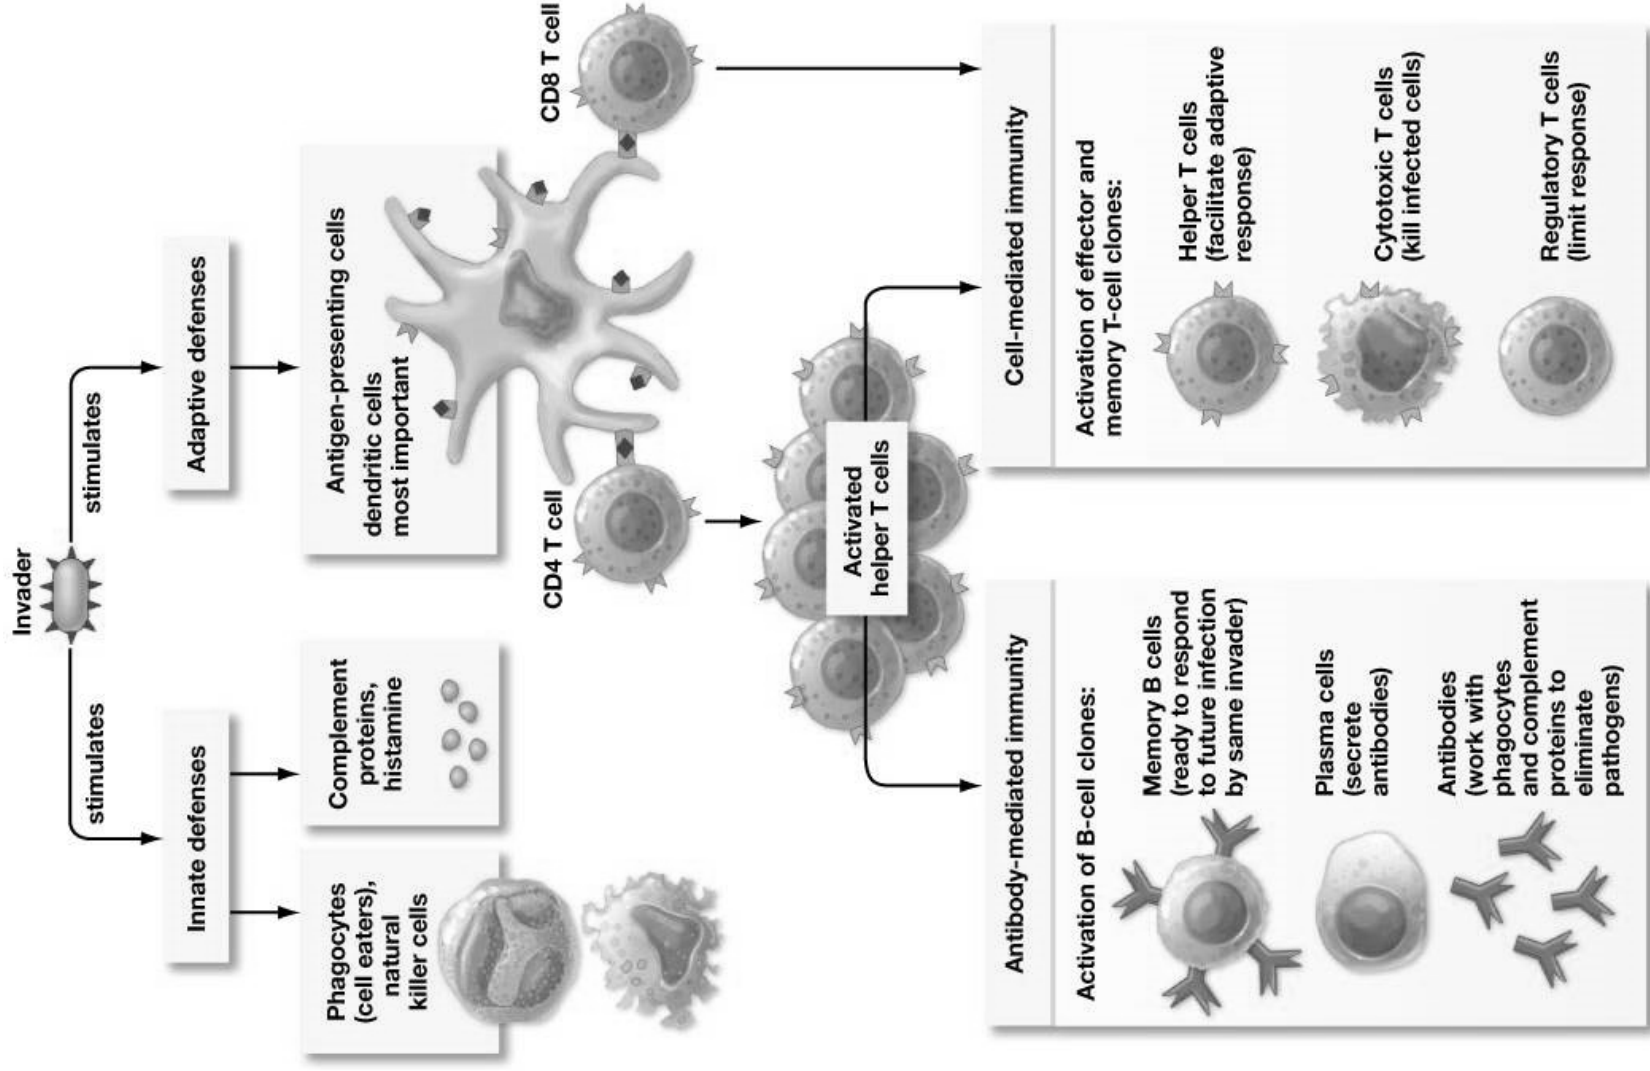 Invader
stimulates
stimulates
Innate defenses
Adaptive defenses
Phagocytes
(cell eaters),
natural
killer cells
Complement
proteins,
histamine
Antigen-presenting cells
dendritic cells
most important
CD4 T cell
CD8 T cell
Activated
helper T cells
Antibody-mediated immunity
Activation of B-cell clones:
Memory B cells
(ready to respond
to future infection
by same invader)
Plasma cells
(secrete
antibodies)
Antibodies
(work with
phagocytes
and complement
proteins to
eliminate
pathogens)
Cell-mediated immunity
Activation of effector and
memory T-cell clones:
Helper T cells
(facilitate adaptive
response)
Cytotoxic T cells
(kill infected cells)
Regulatory T cells
(limit response)